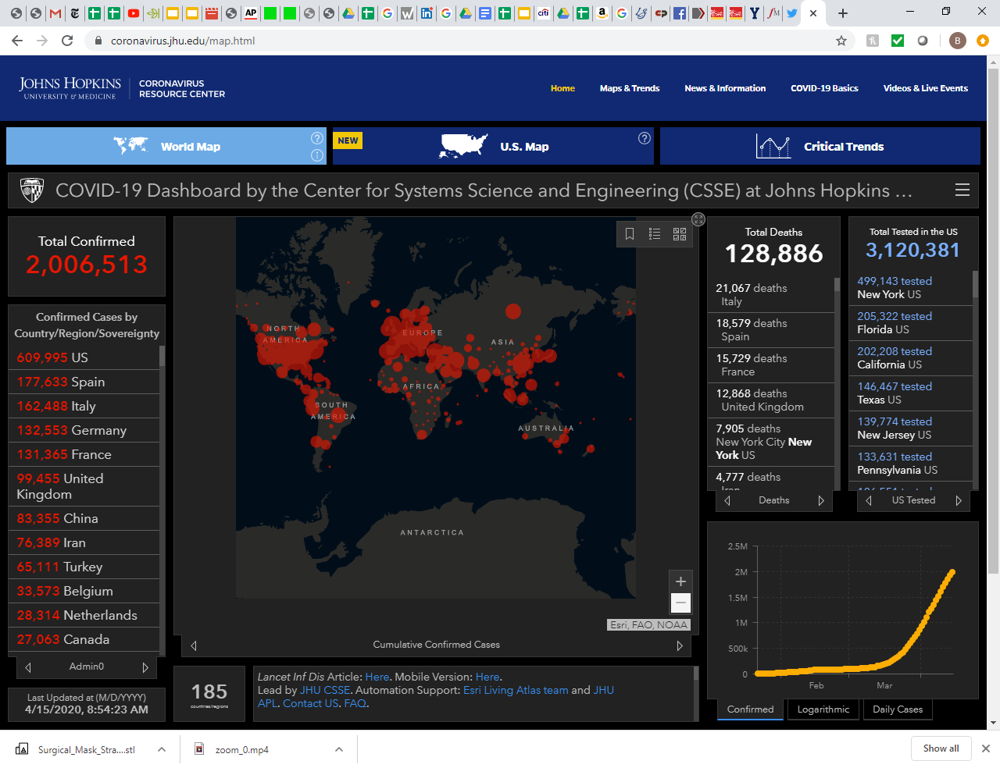 AP
citi
coronavirus.jhu.edu/map.html
B
JOHNS HOPKINS
UNIVERSITY & MEDICINE
CORONAVIRUS
RESOURCE CENTER
Home
Maps & Trends
News & Information
COVID-19 Basics
Videos & Live Events
World Map
NEW
U.S. Map
Critical Trends
COVID-19 Dashboard by the Center for Systems Science and Engineering (CSSE) at Johns Hopkins ...
Total Confirmed
2,006,513
Confirmed Cases by
Country/Region/Sovereignty
609,995 US
177,633 Spain
162,488 Italy
132,553 Germany
131,365 France
99,455 United
Kingdom
83,355 China
76,389 Iran
65,111 Turkey
33,573 Belgium
28,314 Netherlands
27,063 Canada
Admin0
Last Updated at (M/D/YYYY)
4/15/2020, 8:54:23 AM
NORTH
AMERICA
EUROPE
ASIA
AFRICA
SOUTH
AMERICA
AUSTRALIA
ANTARCTICA
Esri, FAO, NOAA
Cumulative Confirmed Cases
185
countries/regions
Lancet Inf Dis Article: Here. Mobile Version: Here.
Lead by JHU CSSE. Automation Support: Esri Living Atlas team and JHU
APL. Contact US. FAQ.
Total Deaths
128,886
21,067 deaths
Italy
18,579 deaths
Spain
15,729 deaths
France
12,868 deaths
United Kingdom
7,905 deaths
New York City New
York US
4,777 deaths
Iran
Deaths
Total Tested in the US
3,120,381
499,143 tested
New York US
205,322 tested
Florida US
202,208 tested
California US
146,467 tested
Texas US
139,774 tested
New Jersey US
133,631 tested
Pennsylvania US
US Tested
2.5M
2M
1.5M
1M
500k
0
Feb
Mar
Confirmed
Logarithmic
Daily Cases
Surgical_Mask_Stra....stl
zoom_0.mp4
Show all